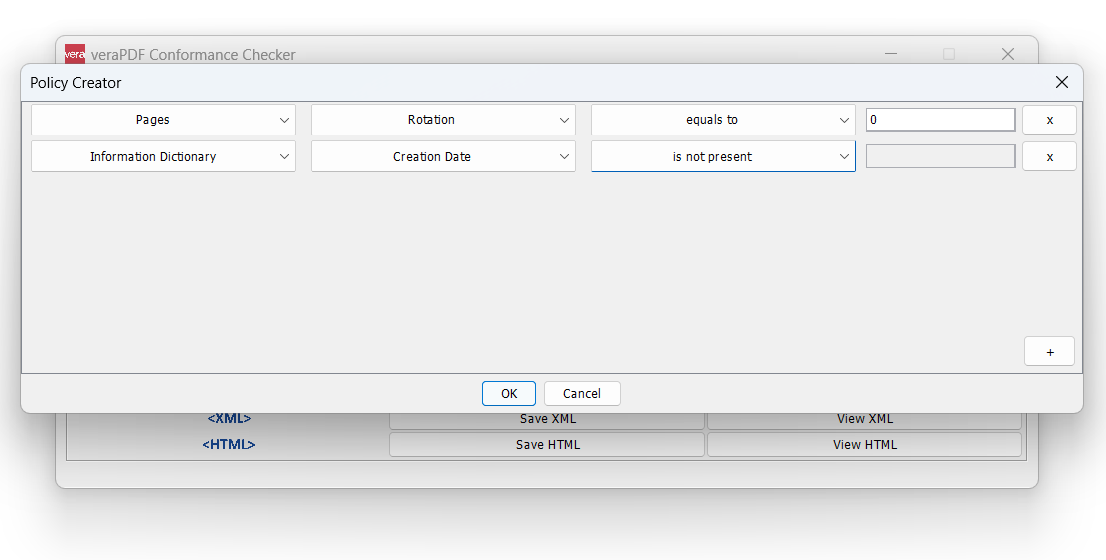 vera veraPDF Conformance Checker
Policy Creator
Pages Rotation equals to 0 x
Information Dictionary Creation Date is not present x
+
OK Cancel
<XML> Save XML View XML
<HTML> Save HTML View HTML